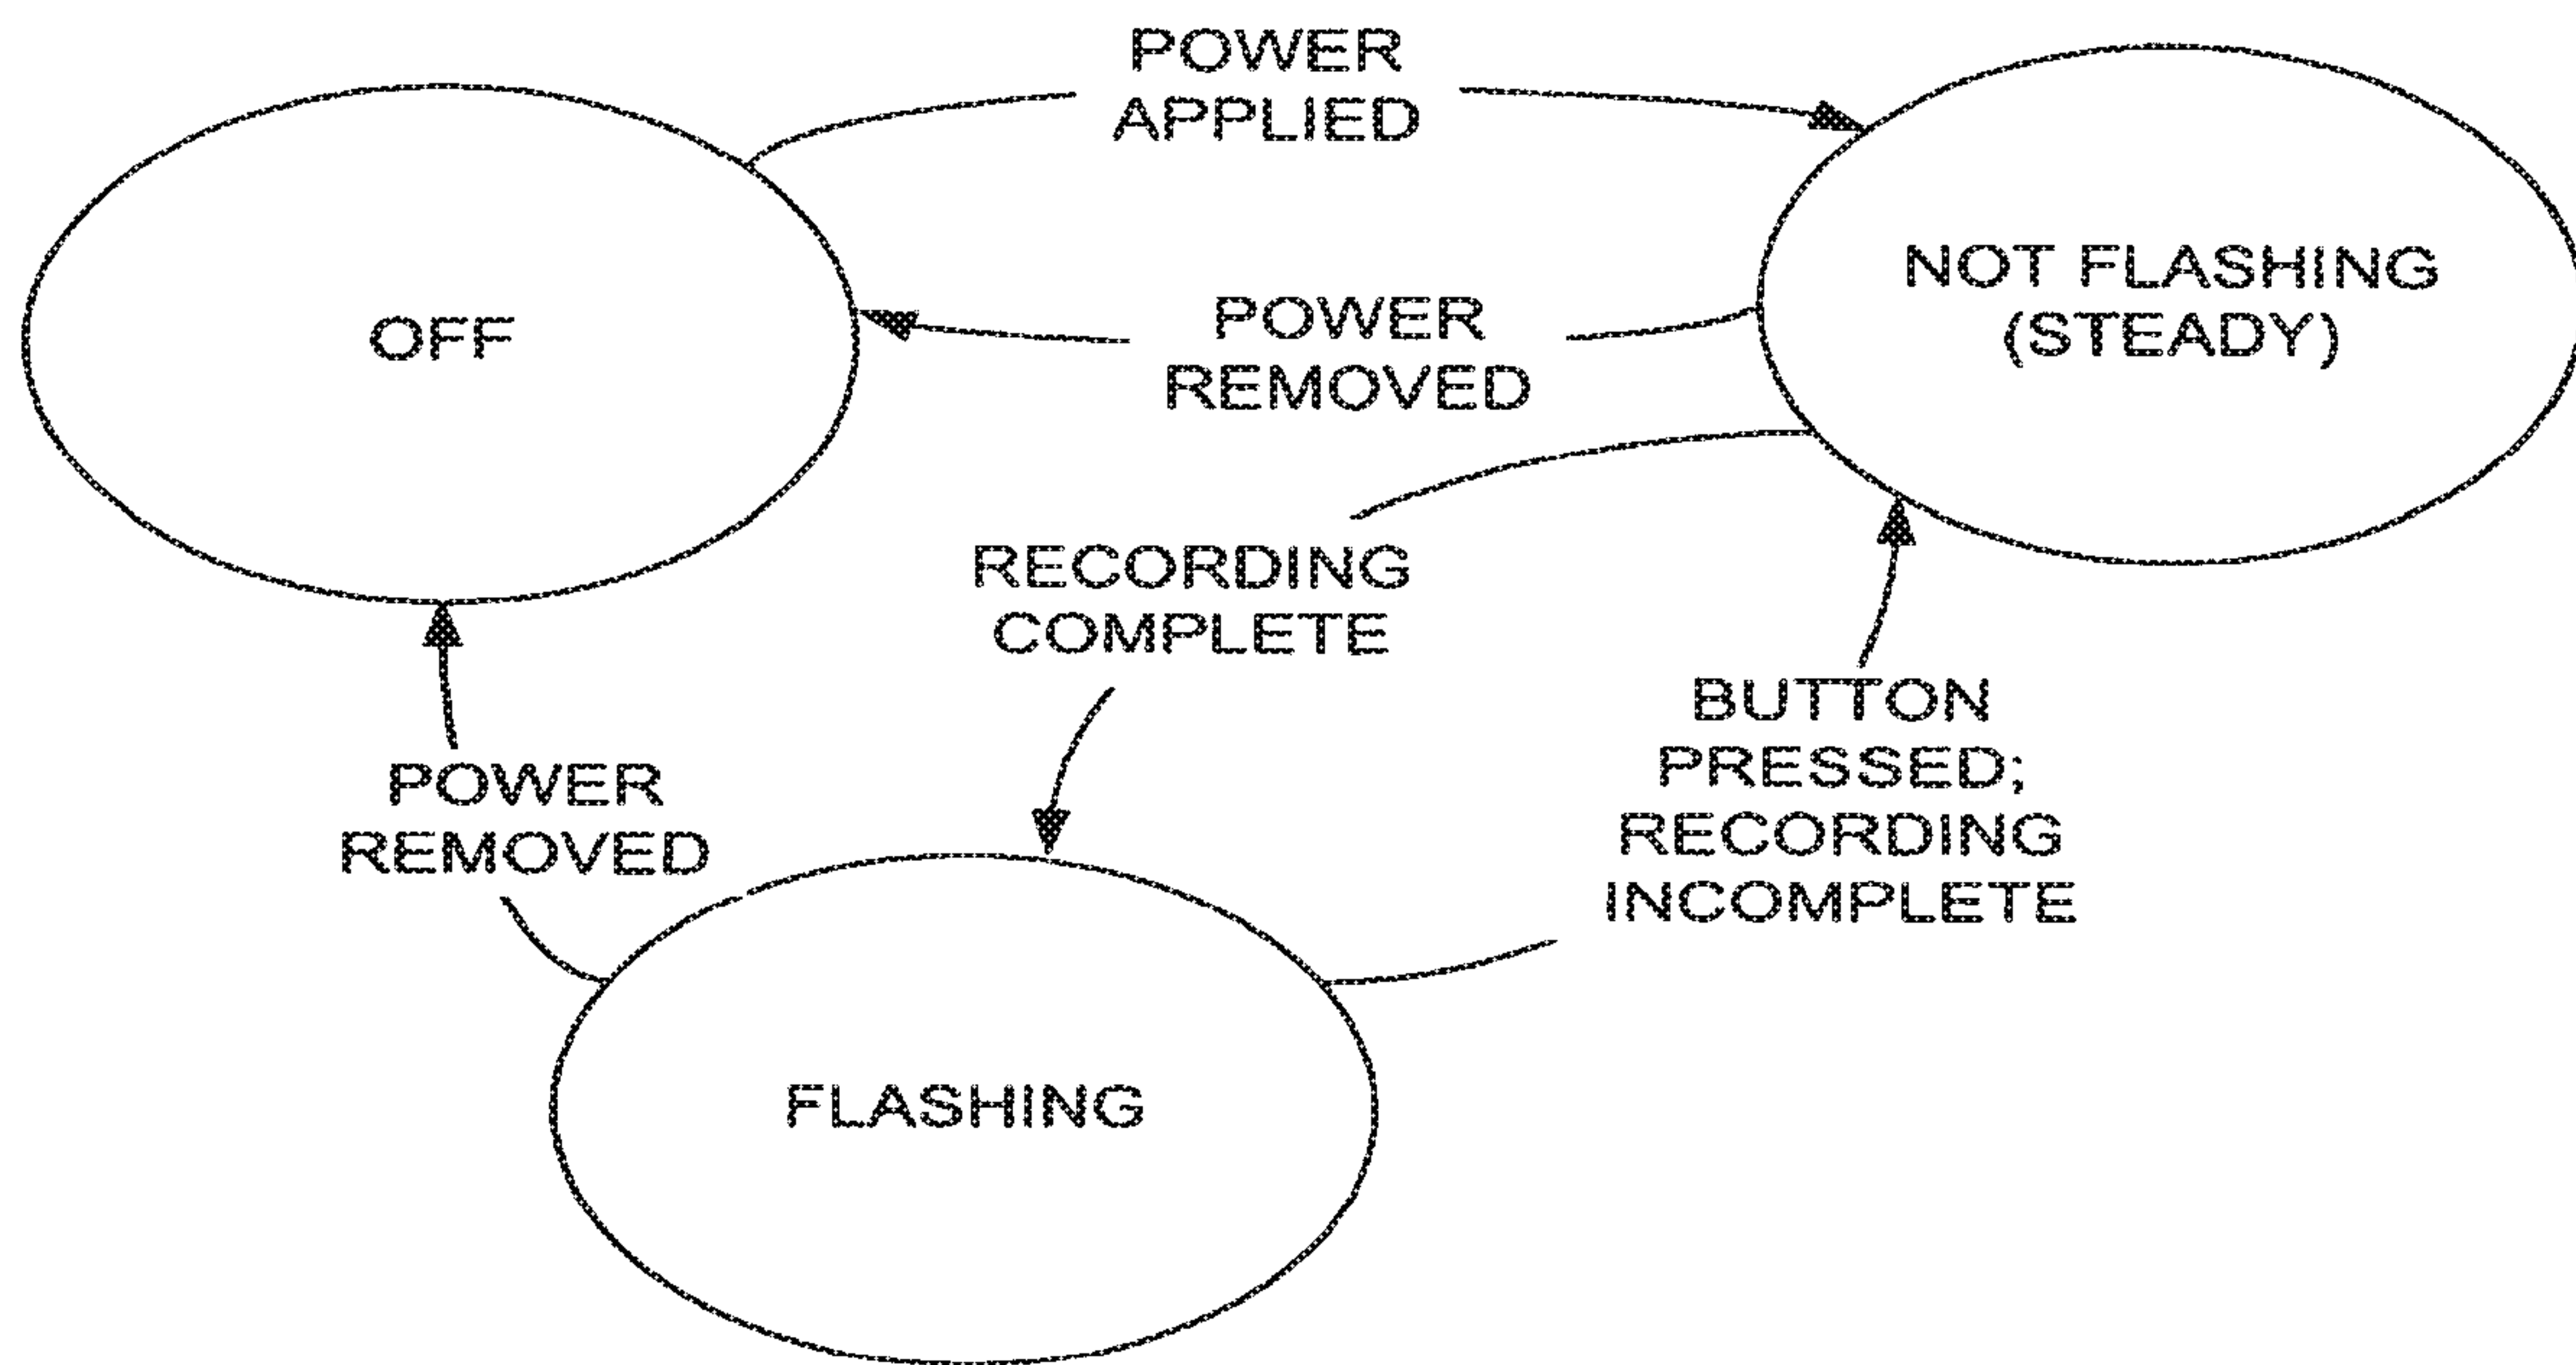 POWER
APPLIED
OFF
NOT FLASHING
(STEADY)
POWER
REMOVED
RECORDING
COMPLETE
BUTTON
PRESSED;
RECORDING
INCOMPLETE
POWER
REMOVED
FLASHING